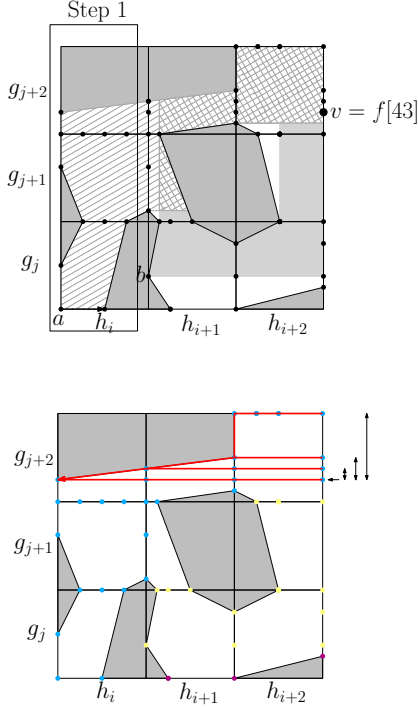 Step 1
g_{j+2}
v = f[43]
g_{j+1}
g_j
b
a
h_i
h_{i+1}
h_{i+2}
g_{j+2}
g_{j+1}
g_j
h_i
h_{i+1}
h_{i+2}